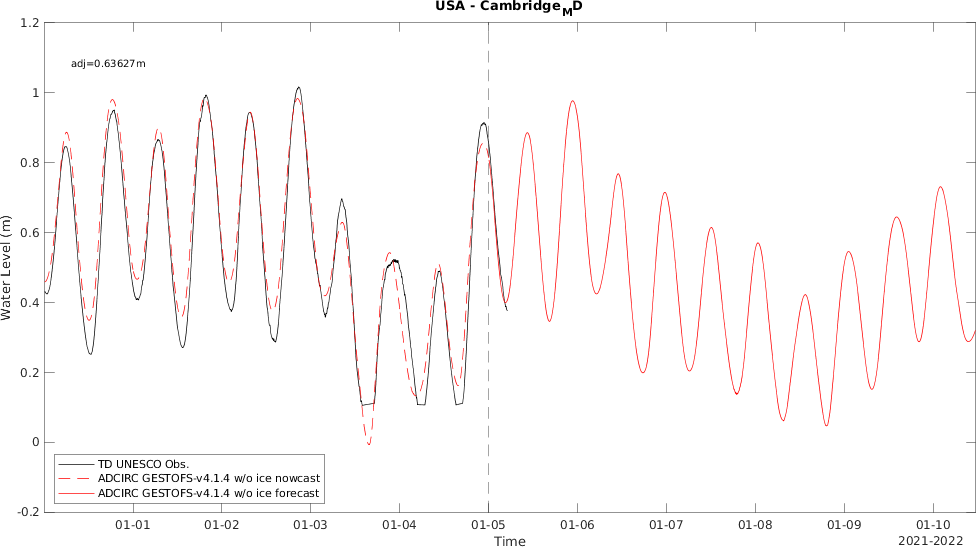 USA - Cambridge_MD
1.2
adj=0.63627m
1
0.8
0.6
0.4
0.2
0
-0.2
Water Level (m)
TD UNESCO Obs.
ADCIRC GESTOFS-v4.1.4 w/o ice nowcast
ADCIRC GESTOFS-v4.1.4 w/o ice forecast
01-01 01-02 01-03 01-04 01-05 01-06 01-07 01-08 01-09 01-10
Time
2021-2022